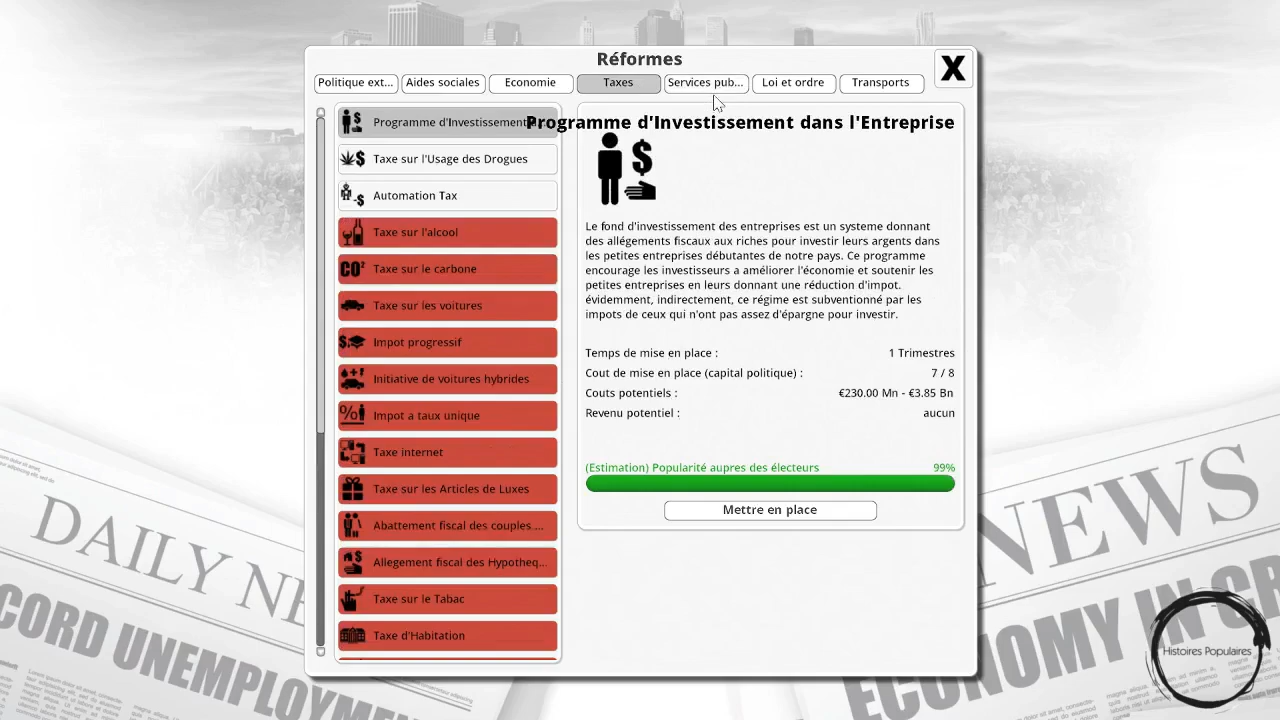 Réformes
X
Politique ext...
Aides sociales
Economie
Taxes
Services pub...
Loi et ordre
Transports
Programme d'Investissement
Taxe sur l'Usage des Drogues
Automation Tax
Taxe sur l'alcool
CO² Taxe sur le carbone
Taxe sur les voitures
Impot progressif
Initiative de voitures hybrides
Impot a taux unique
Taxe internet
Taxe sur les Articles de Luxes
Abattement fiscal des couples ...
Allegement fiscal des Hypotheq...
Taxe sur le Tabac
Taxe d'Habitation
Programme d'Investissement dans l'Entreprise
Le fond d'investissement des entreprises est un systeme donnant
des allégements fiscaux aux riches pour investir leurs argents dans
les petites entreprises débutantes de notre pays. Ce programme
encourage les investisseurs a améliorer l'économie et soutenir les
petites entreprises en leurs donnant une réduction d'impot.
évidemment, indirectement, ce régime est subventionné par les
impots de ceux qui n'ont pas assez d'épargne pour investir.
Temps de mise en place : 1 Trimestres
Cout de mise en place (capital politique) : 7 / 8
Couts potentiels : €230.00 Mn - €3.85 Bn
Revenu potentiel : aucun
(Estimation) Popularité aupres des électeurs 99%
Mettre en place
DAILY NE
CORD UNEMPLOYM
NEWS
ECONOMY IN CR
Histoires Populaires